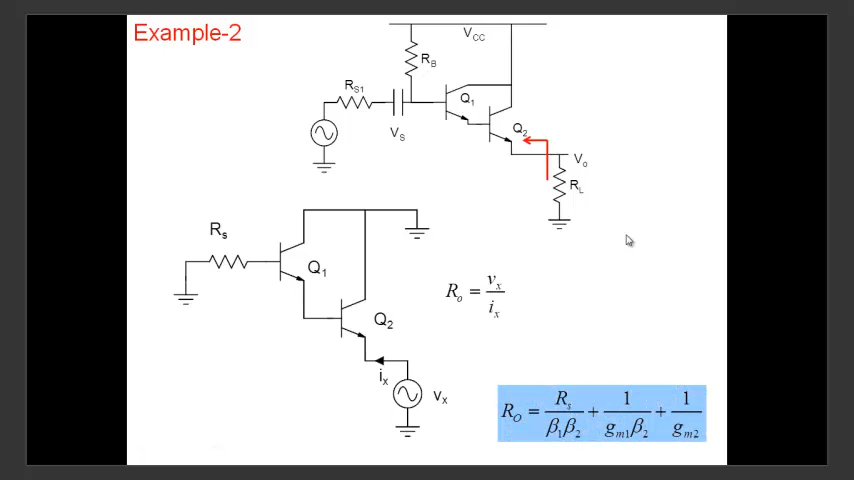 Example-2
V_CC
R_B
R_S1
Q_1
V_S
Q_2
V_o
R_L
R_s
Q_1
R_o = v_x / i_x
Q_2
i_x
v_x
R_O = R_s / β_1β_2 + 1 / g_m1β_2 + 1 / g_m2